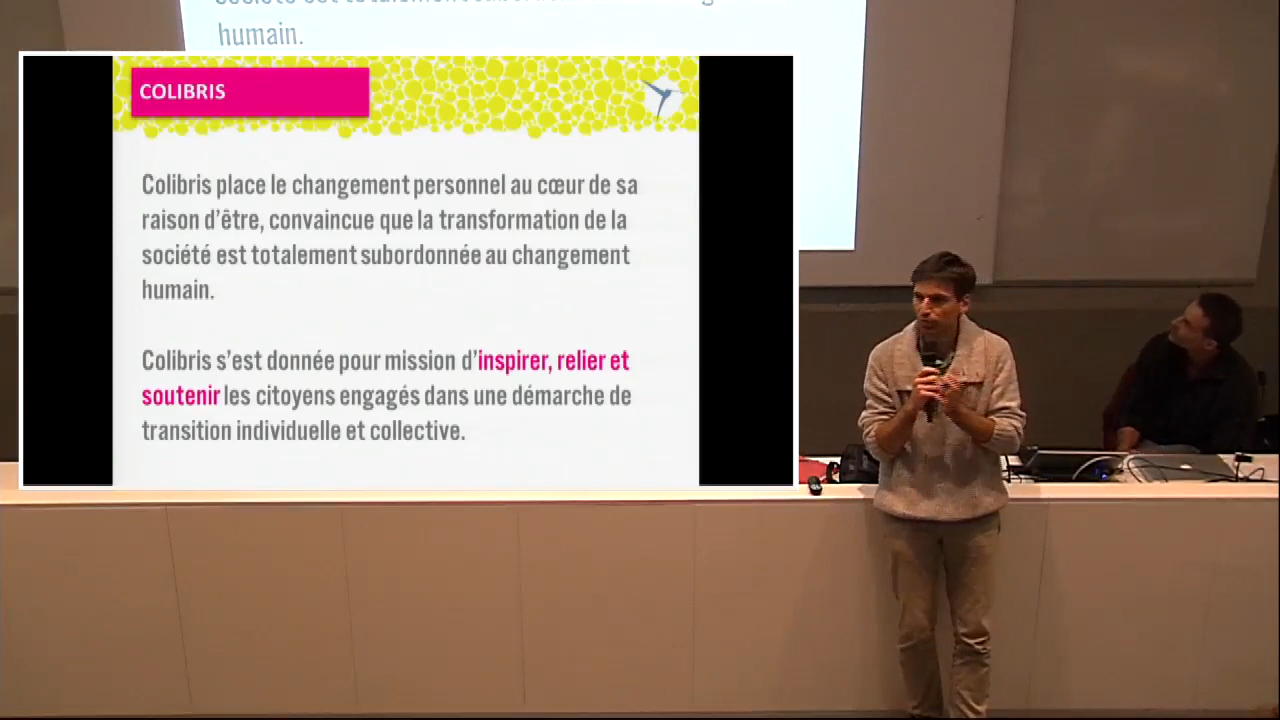 humain.
COLIBRIS
Colibris place le changement personnel au cœur de sa
raison d'être, convaincue que la transformation de la
société est totalement subordonnée au changement
humain.
Colibris s'est donnée pour mission d'inspirer, relier et
soutenir les citoyens engagés dans une démarche de
transition individuelle et collective.